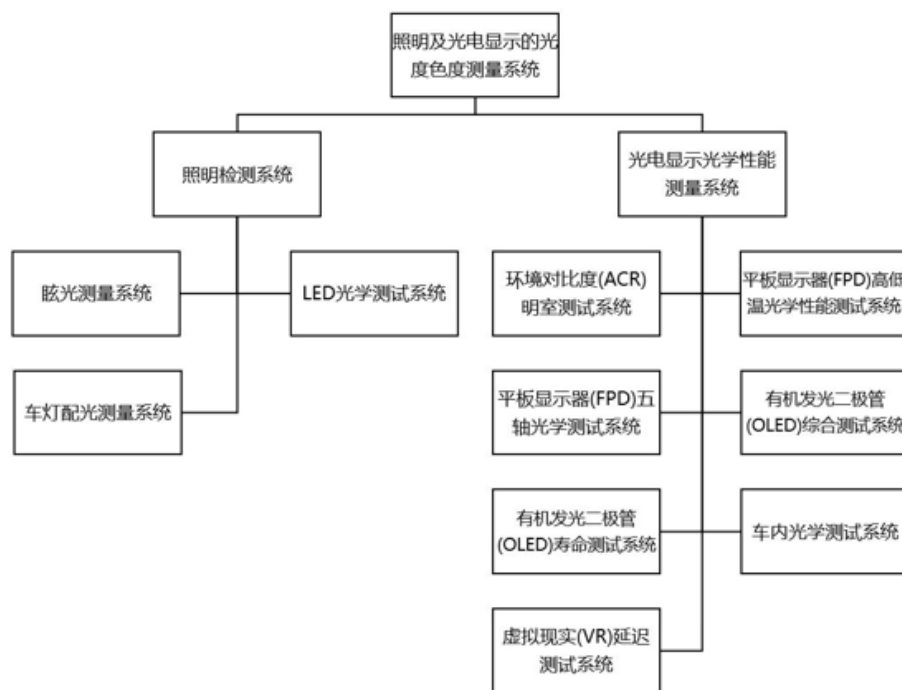 照明及光电显示的光
度色度测量系统
照明检测系统
光电显示光学性能
测量系统
眩光测量系统
LED光学测试系统
环境对比度(ACR)
明室测试系统
平板显示器(FPD)高低
温光学性能测试系统
车灯配光测量系统
平板显示器(FPD)五
轴光学测试系统
有机发光二极管
(OLED)综合测试系统
有机发光二极管
(OLED)寿命测试系统
车内光学测试系统
虚拟现实(VR)延迟
测试系统